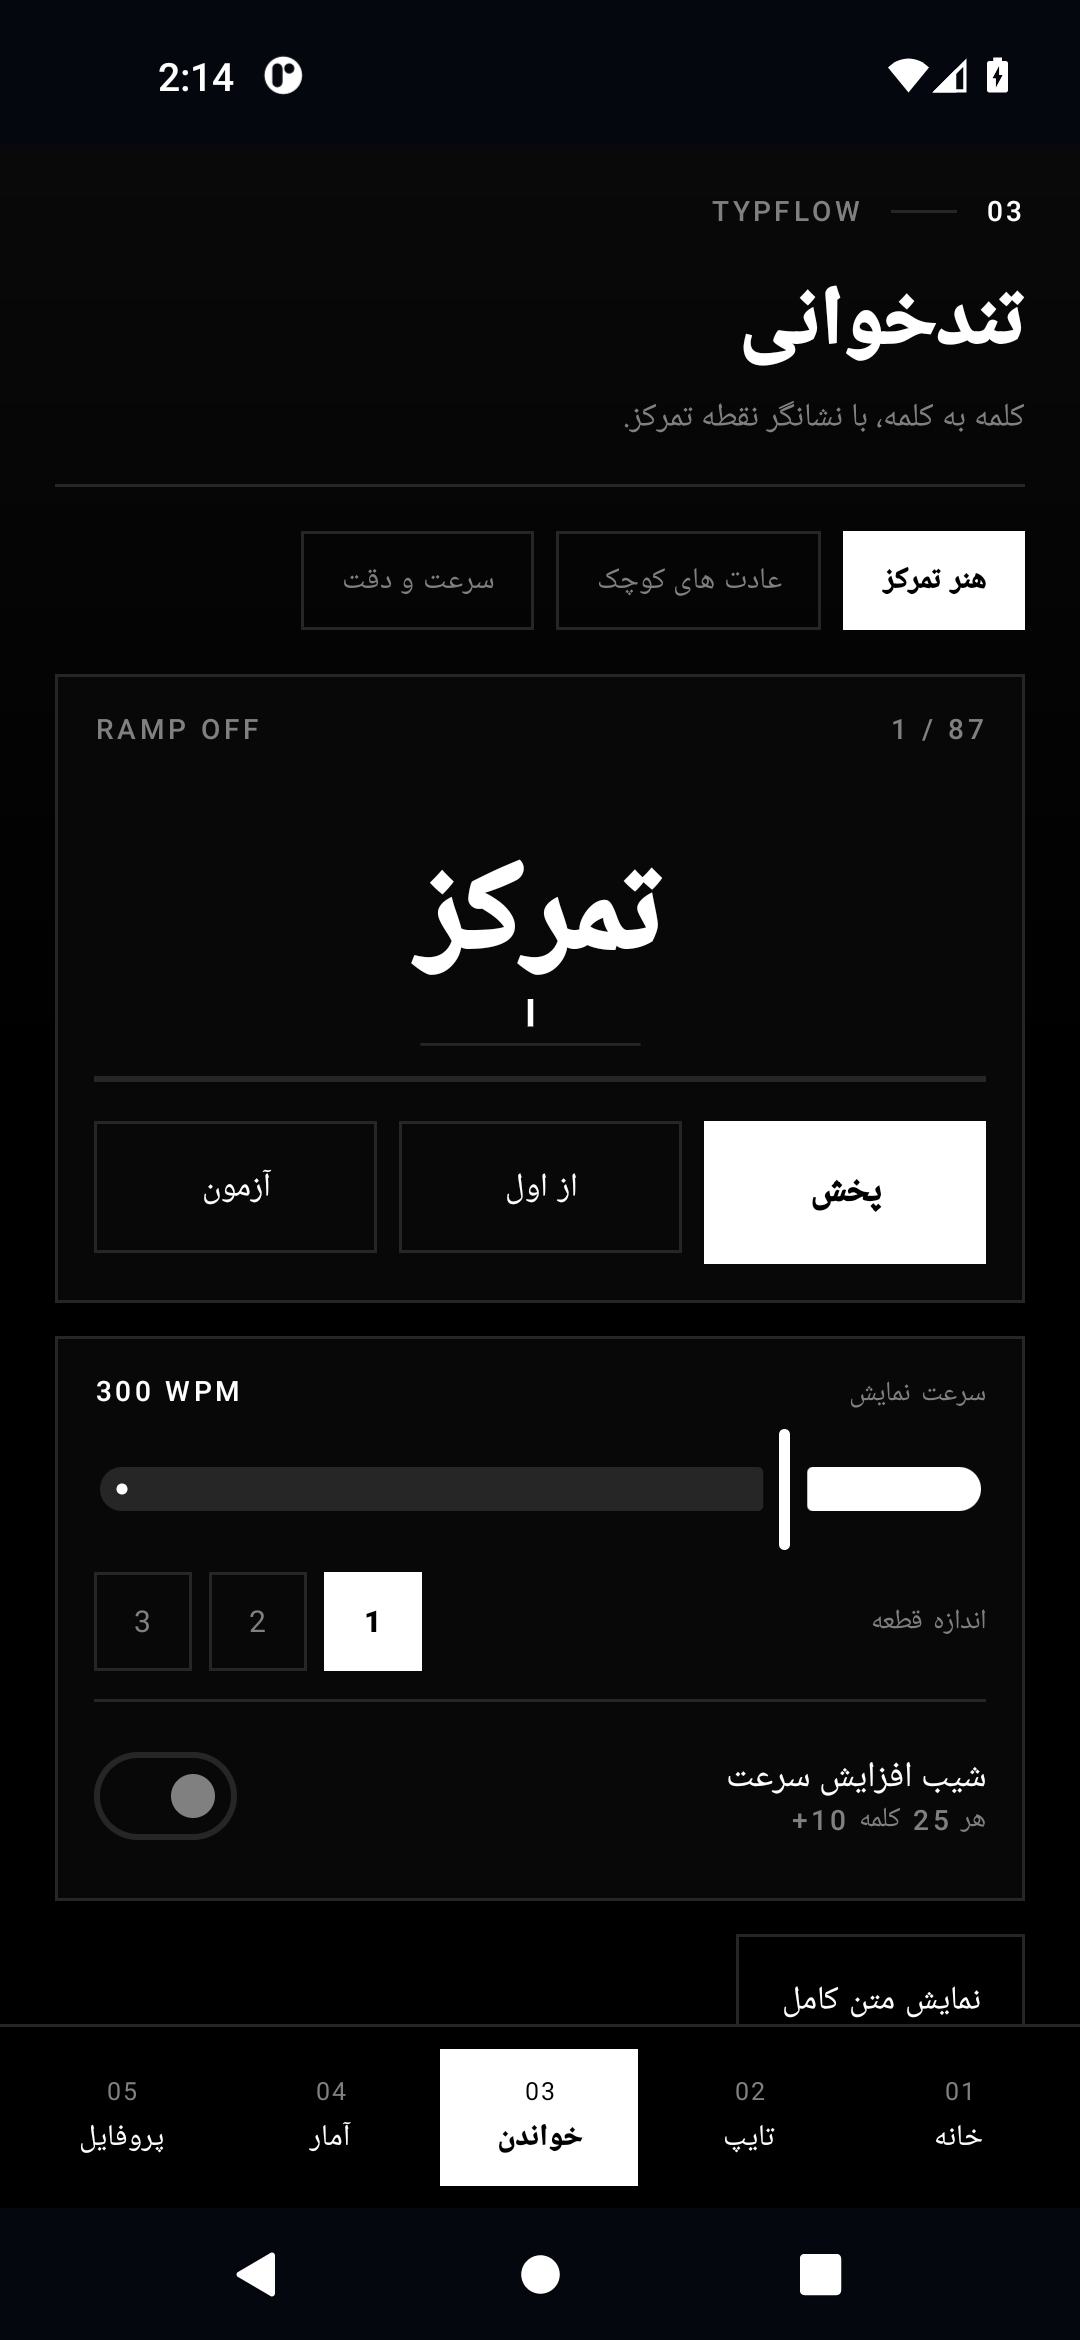 2:14
03 TYPFLOW
تندخوانی
کلمه به کلمه، با نشانگر نقطه تمرکز.
هنر تمرکز
عادت های کوچک
سرعت و دقت
1 / 87
RAMP OFF
تمرکز
پخش
از اول
آزمون
سرعت نمایش
300 WPM
اندازه قطعه
1
2
3
شیب افزایش سرعت
هر 25 کلمه 10+
نمایش متن کامل
01
خانه
02
تایپ
03
خواندن
04
آمار
05
پروفایل